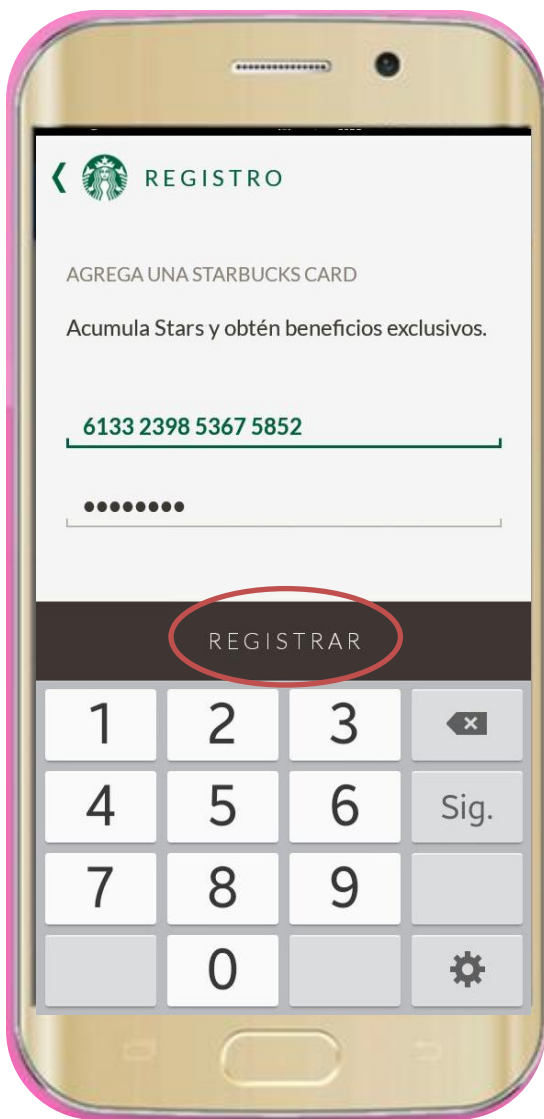 REGISTRO
AGREGA UNA STARBUCKS CARD
Acumula Stars y obtén beneficios exclusivos.
6133 2398 5367 5852
••••••••
REGISTRAR
1 2 3
4 5 6 Sig.
7 8 9
0